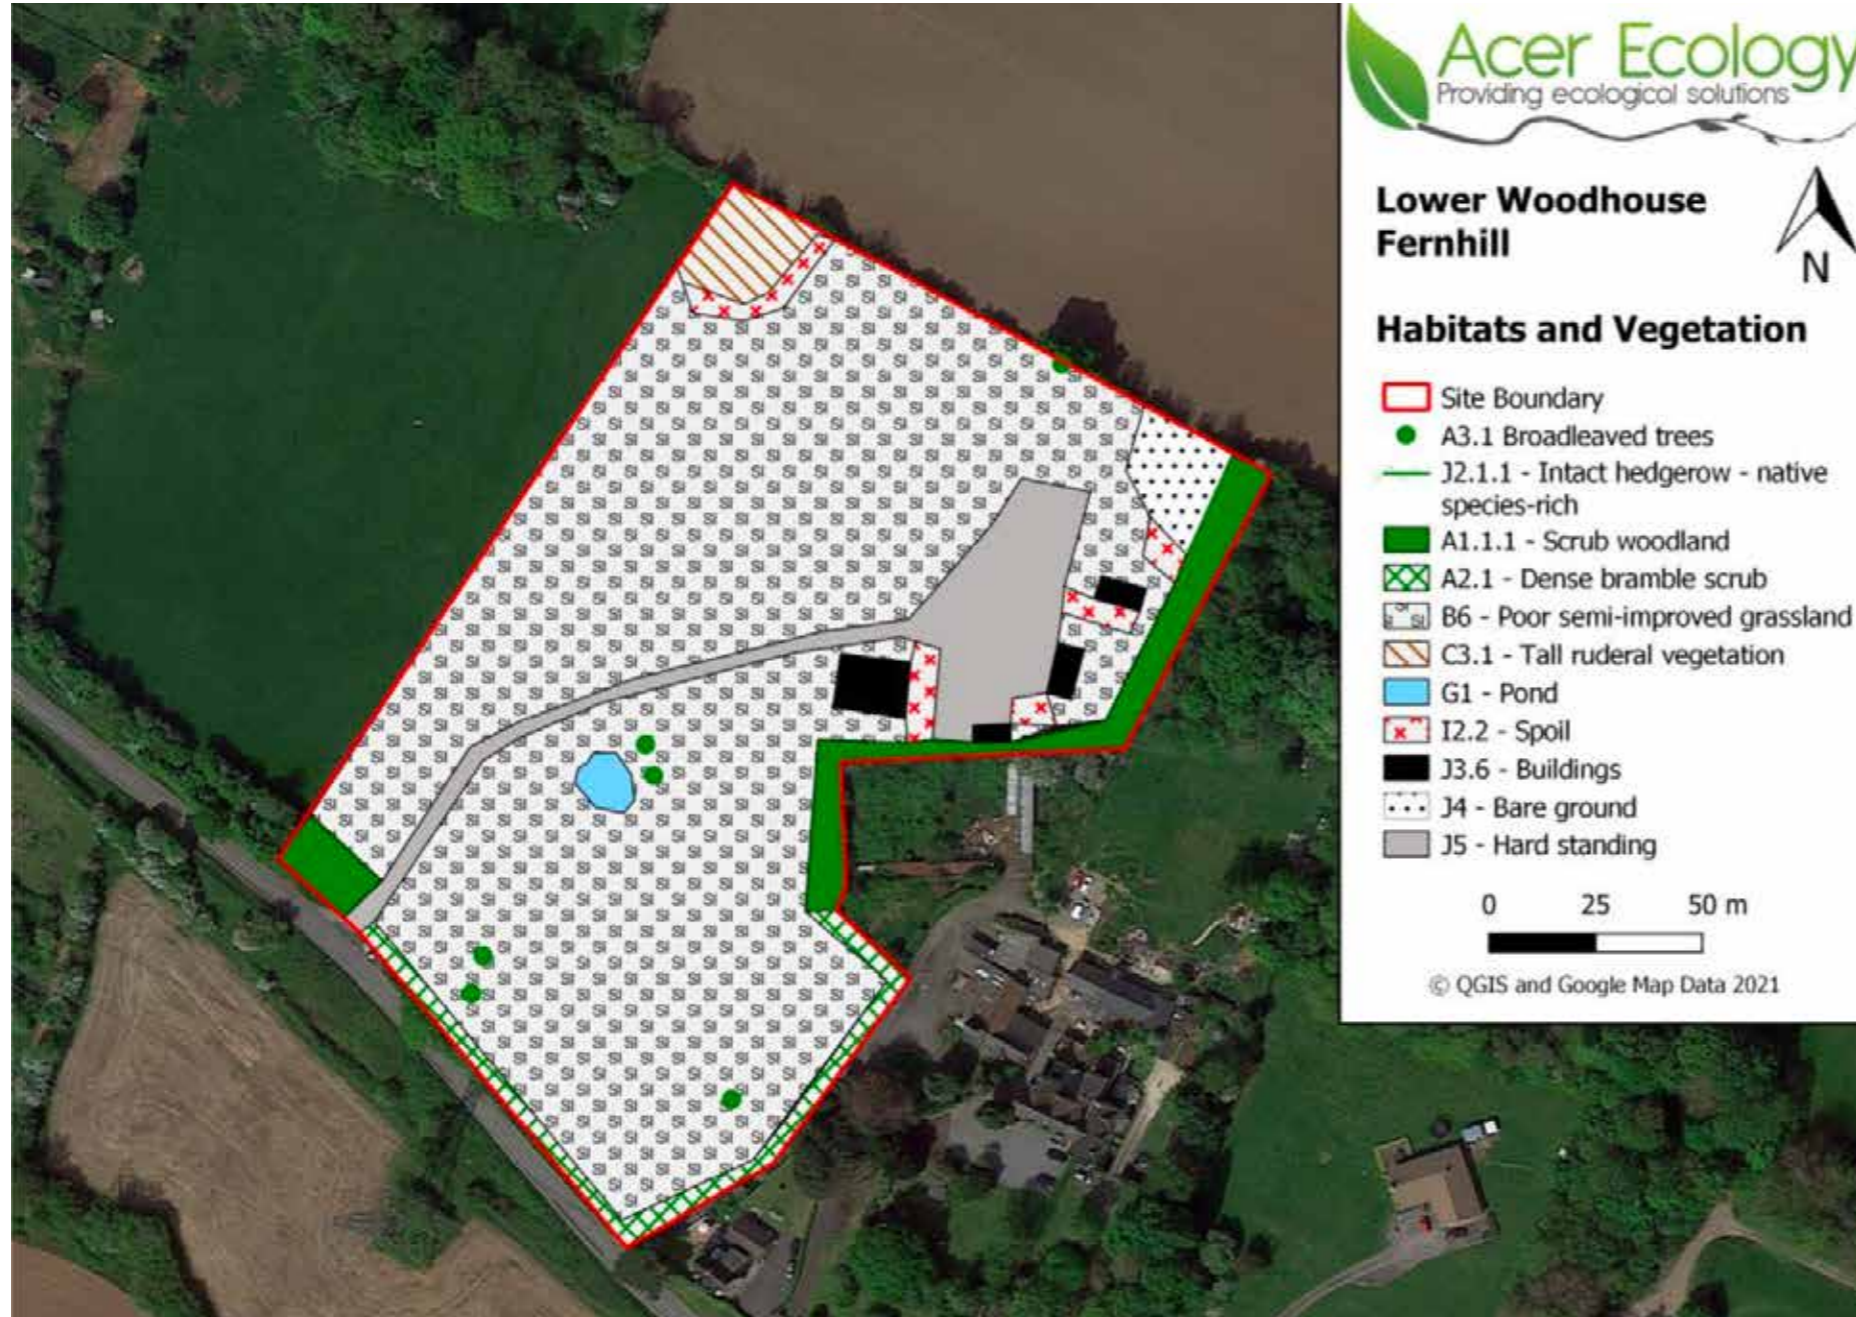 Acer Ecology
Providing ecological solutions
Lower Woodhouse
Fernhill
N
Habitats and Vegetation
Site Boundary
A3.1 Broadleaved trees
J2.1.1 - Intact hedgerow - native
species-rich
A1.1.1 - Scrub woodland
A2.1 - Dense bramble scrub
B6 - Poor semi-improved grassland
C3.1 - Tall ruderal vegetation
G1 - Pond
I2.2 - Spoil
J3.6 - Buildings
J4 - Bare ground
J5 - Hard standing
0 25 50 m
© QGIS and Google Map Data 2021